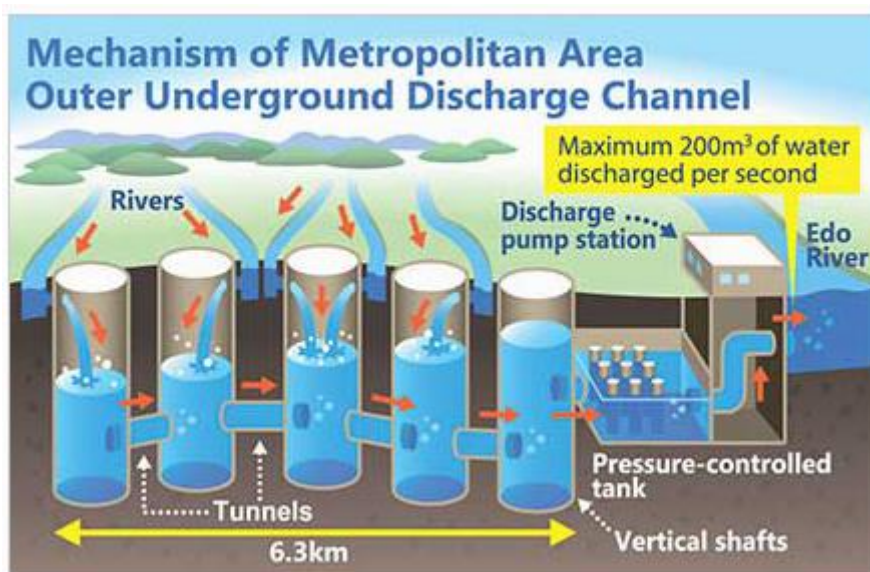 Mechanism of Metropolitan Area
Outer Underground Discharge Channel
Maximum 200m³ of water
discharged per second
Rivers
Discharge
pump station
Edo
River
Pressure-controlled
tank
Tunnels
Vertical shafts
6.3km